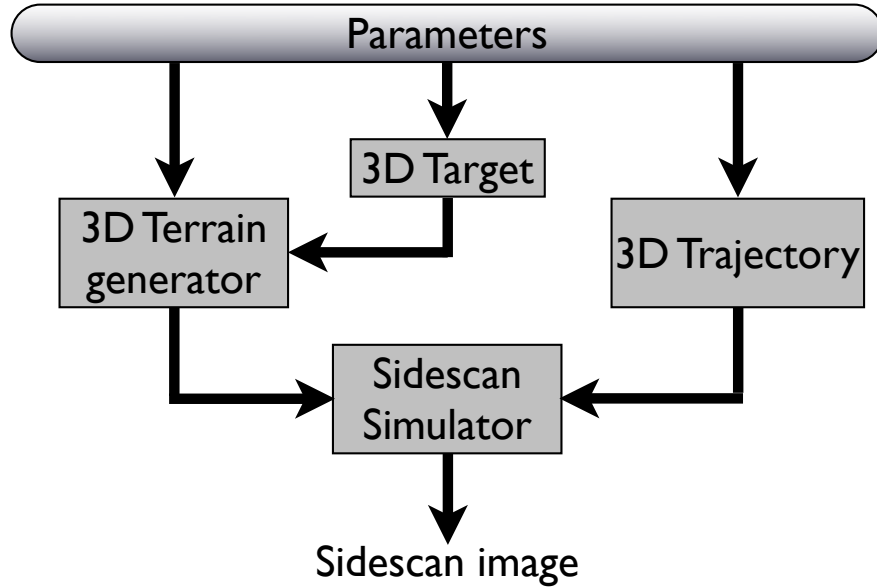 Parameters
3D Target
3D Terrain
generator
3D Trajectory
Sidescan
Simulator
Sidescan image